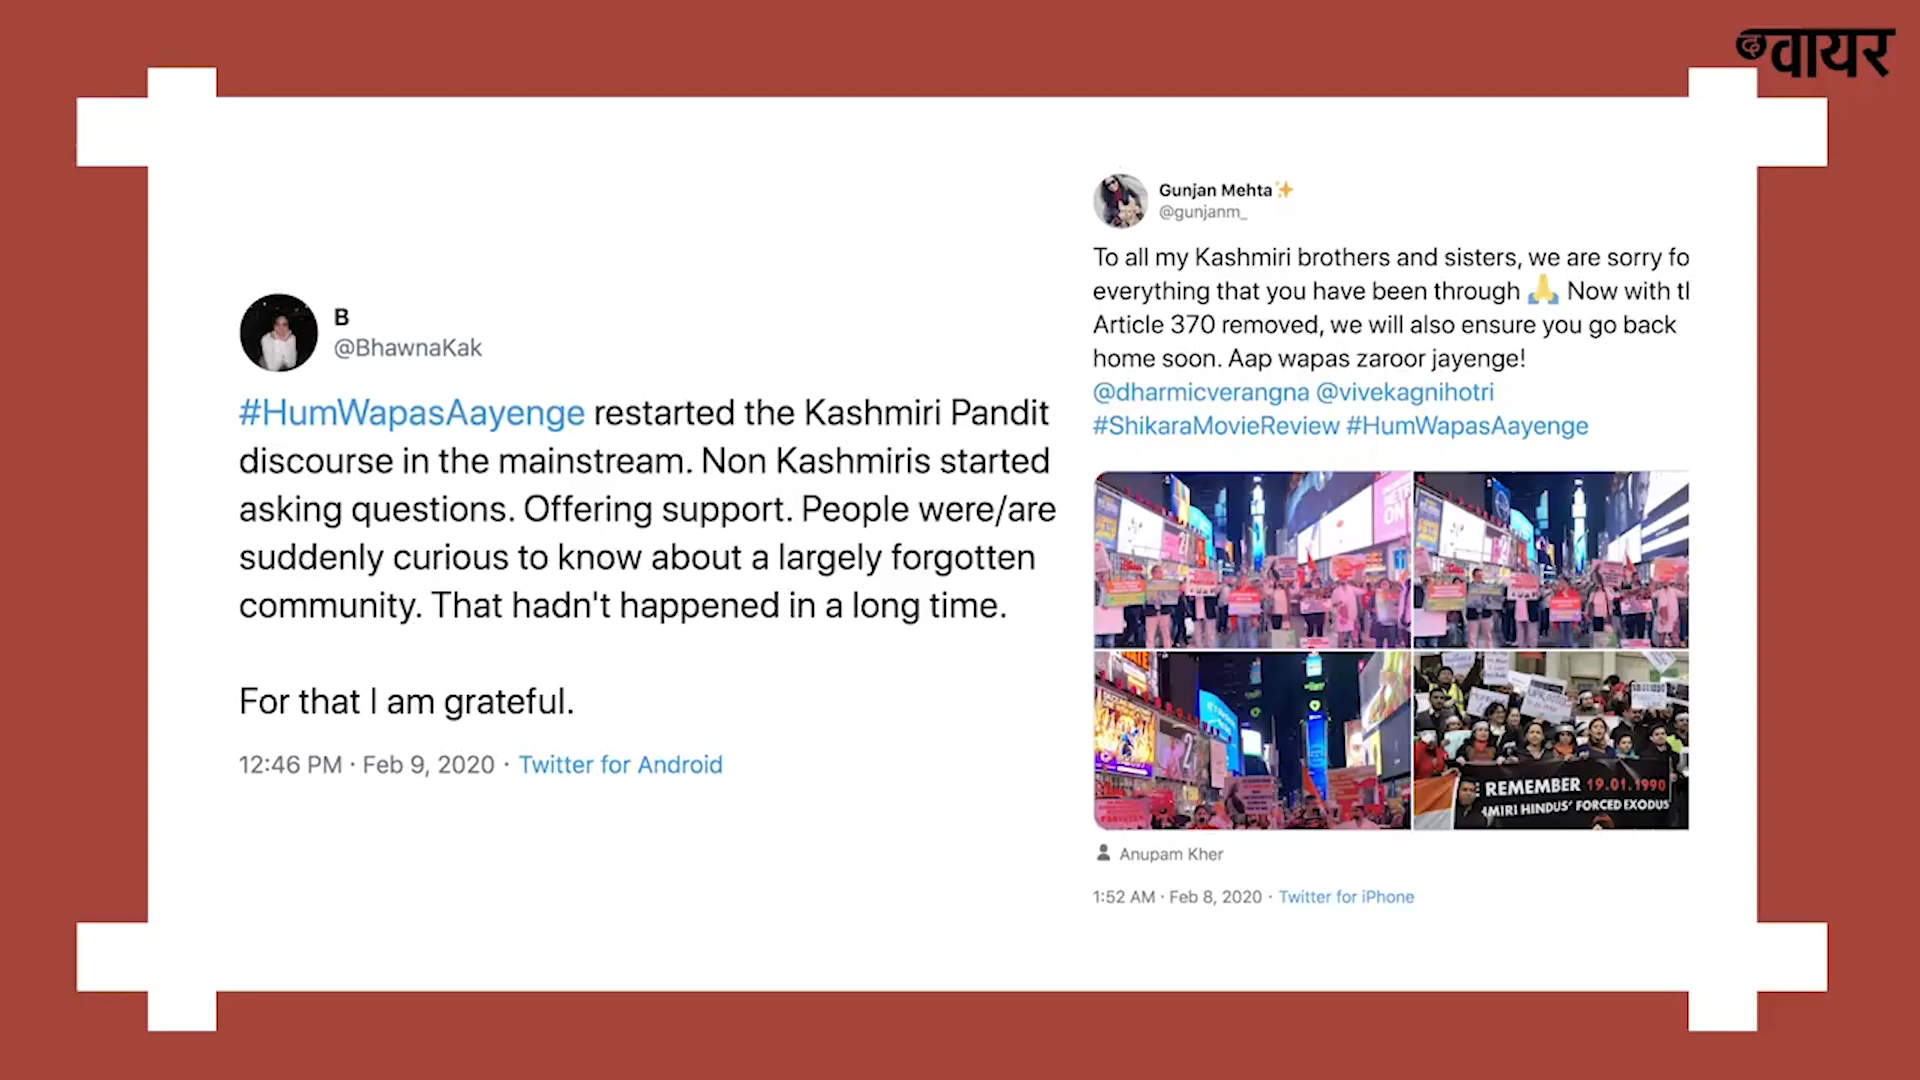 द वायर
B
@BhawnaKak
#HumWapasAayenge restarted the Kashmiri Pandit
discourse in the mainstream. Non Kashmiris started
asking questions. Offering support. People were/are
suddenly curious to know about a largely forgotten
community. That hadn't happened in a long time.
For that I am grateful.
12:46 PM · Feb 9, 2020 · Twitter for Android
Gunjan Mehta✨
@gunjanm_
To all my Kashmiri brothers and sisters, we are sorry fo
everything that you have been through 🙏 Now with tl
Article 370 removed, we will also ensure you go back
home soon. Aap wapas zaroor jayenge!
@dharmicverangna @vivekagnihotri
#ShikaraMovieReview #HumWapasAayenge
REMEMBER 19.01.1990
MIRI HINDUS' FORCED EXODUS
Anupam Kher
1:52 AM · Feb 8, 2020 · Twitter for iPhone